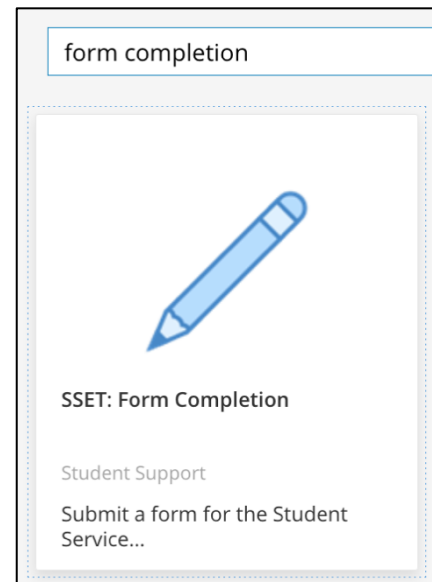 form completion
SSET: Form Completion
Student Support
Submit a form for the Student
Service...